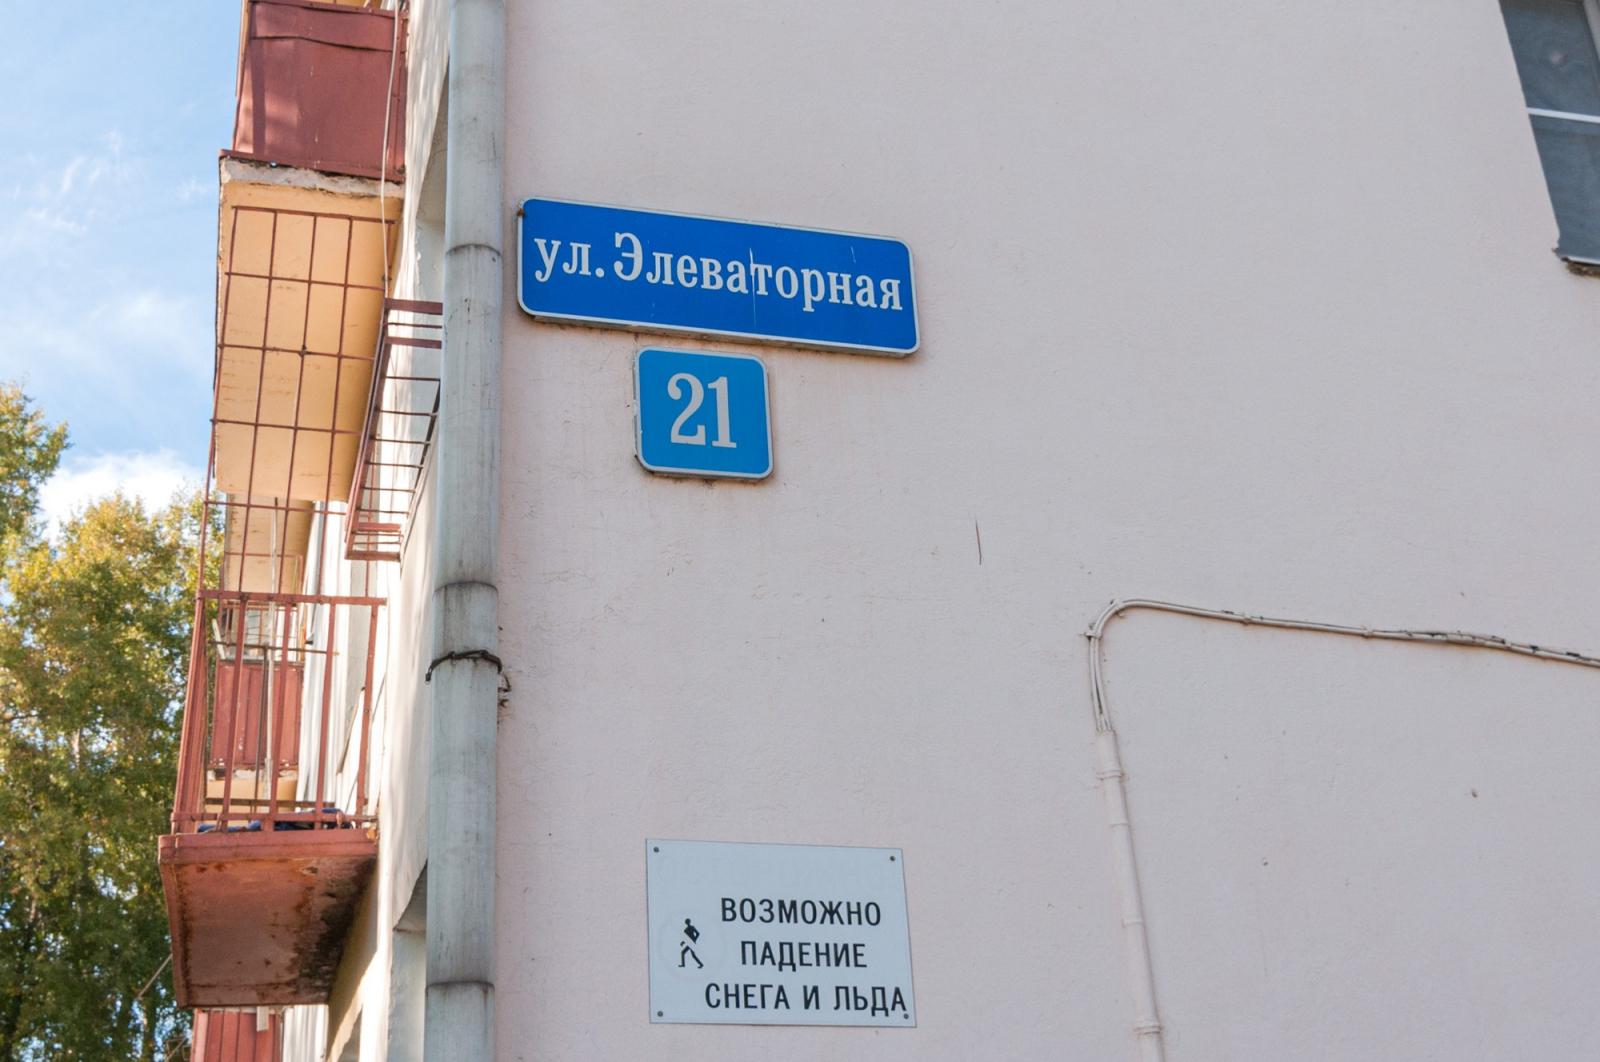 ул. Элеваторная
21
ВОЗМОЖНО
ПАДЕНИЕ
СНЕГА И ЛЬДА